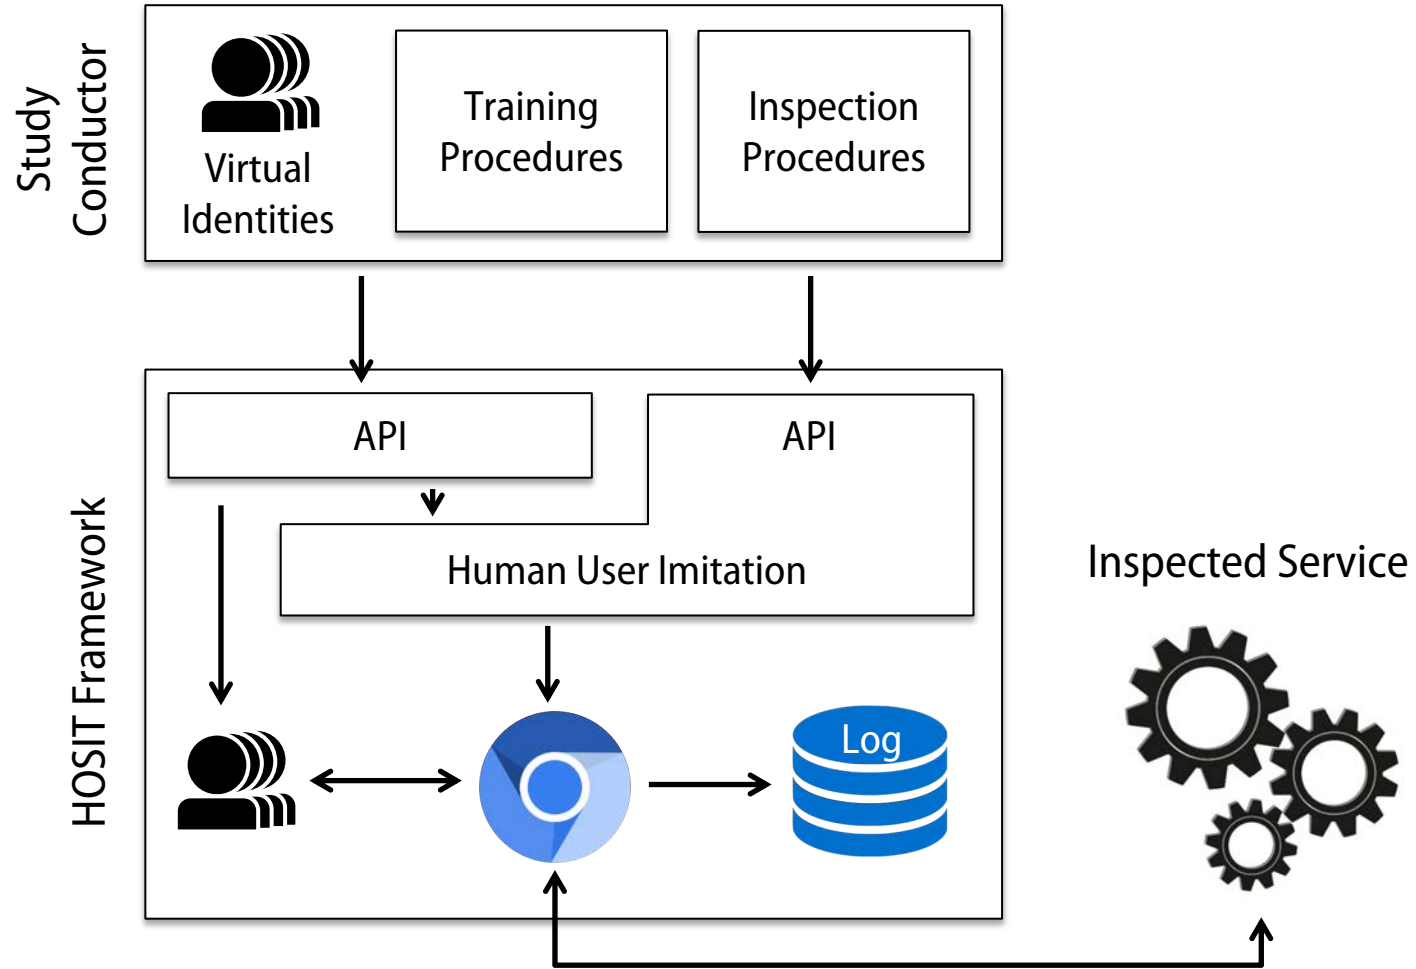 Study
Conductor
Virtual
Identities
Training
Procedures
Inspection
Procedures
HOSIT Framework
API
API
Human User Imitation
Log
Inspected Service